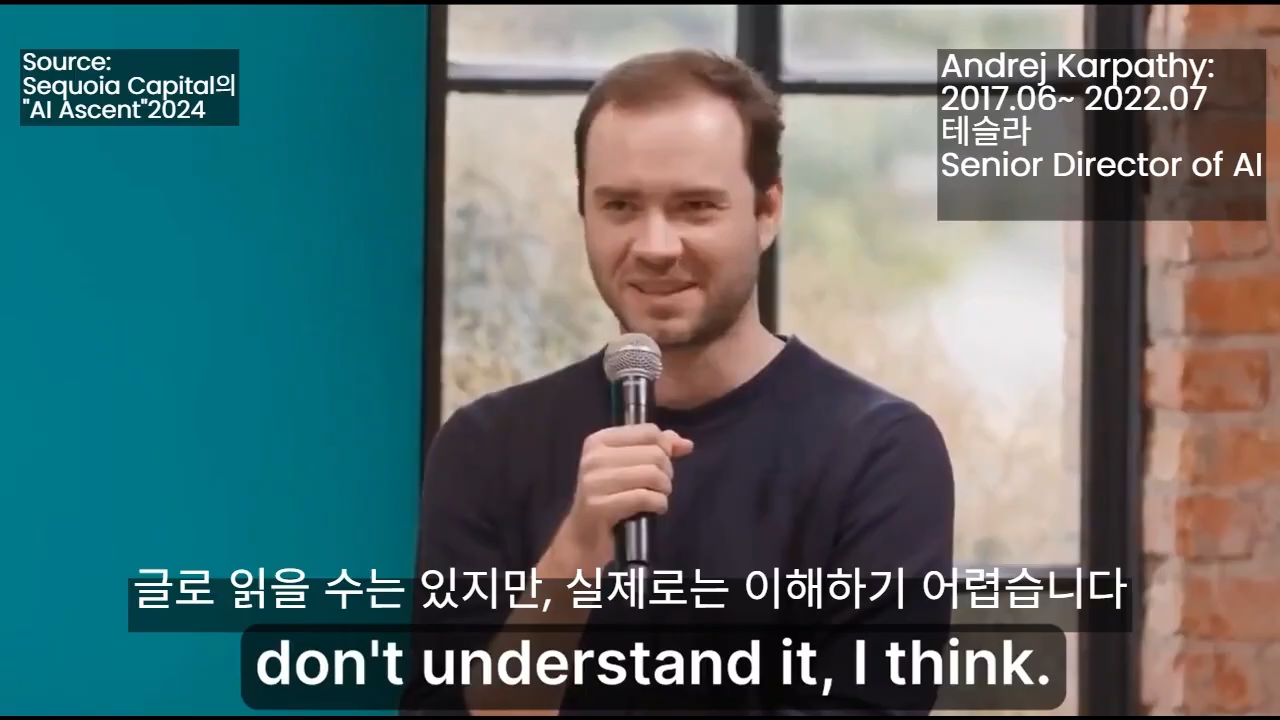 Source:
Sequoia Capital의
"AI Ascent"2024
Andrej Karpathy:
2017.06~ 2022.07
테슬라
Senior Director of AI
글로 읽을 수는 있지만, 실제로는 이해하기 어렵습니다
don't understand it, I think.